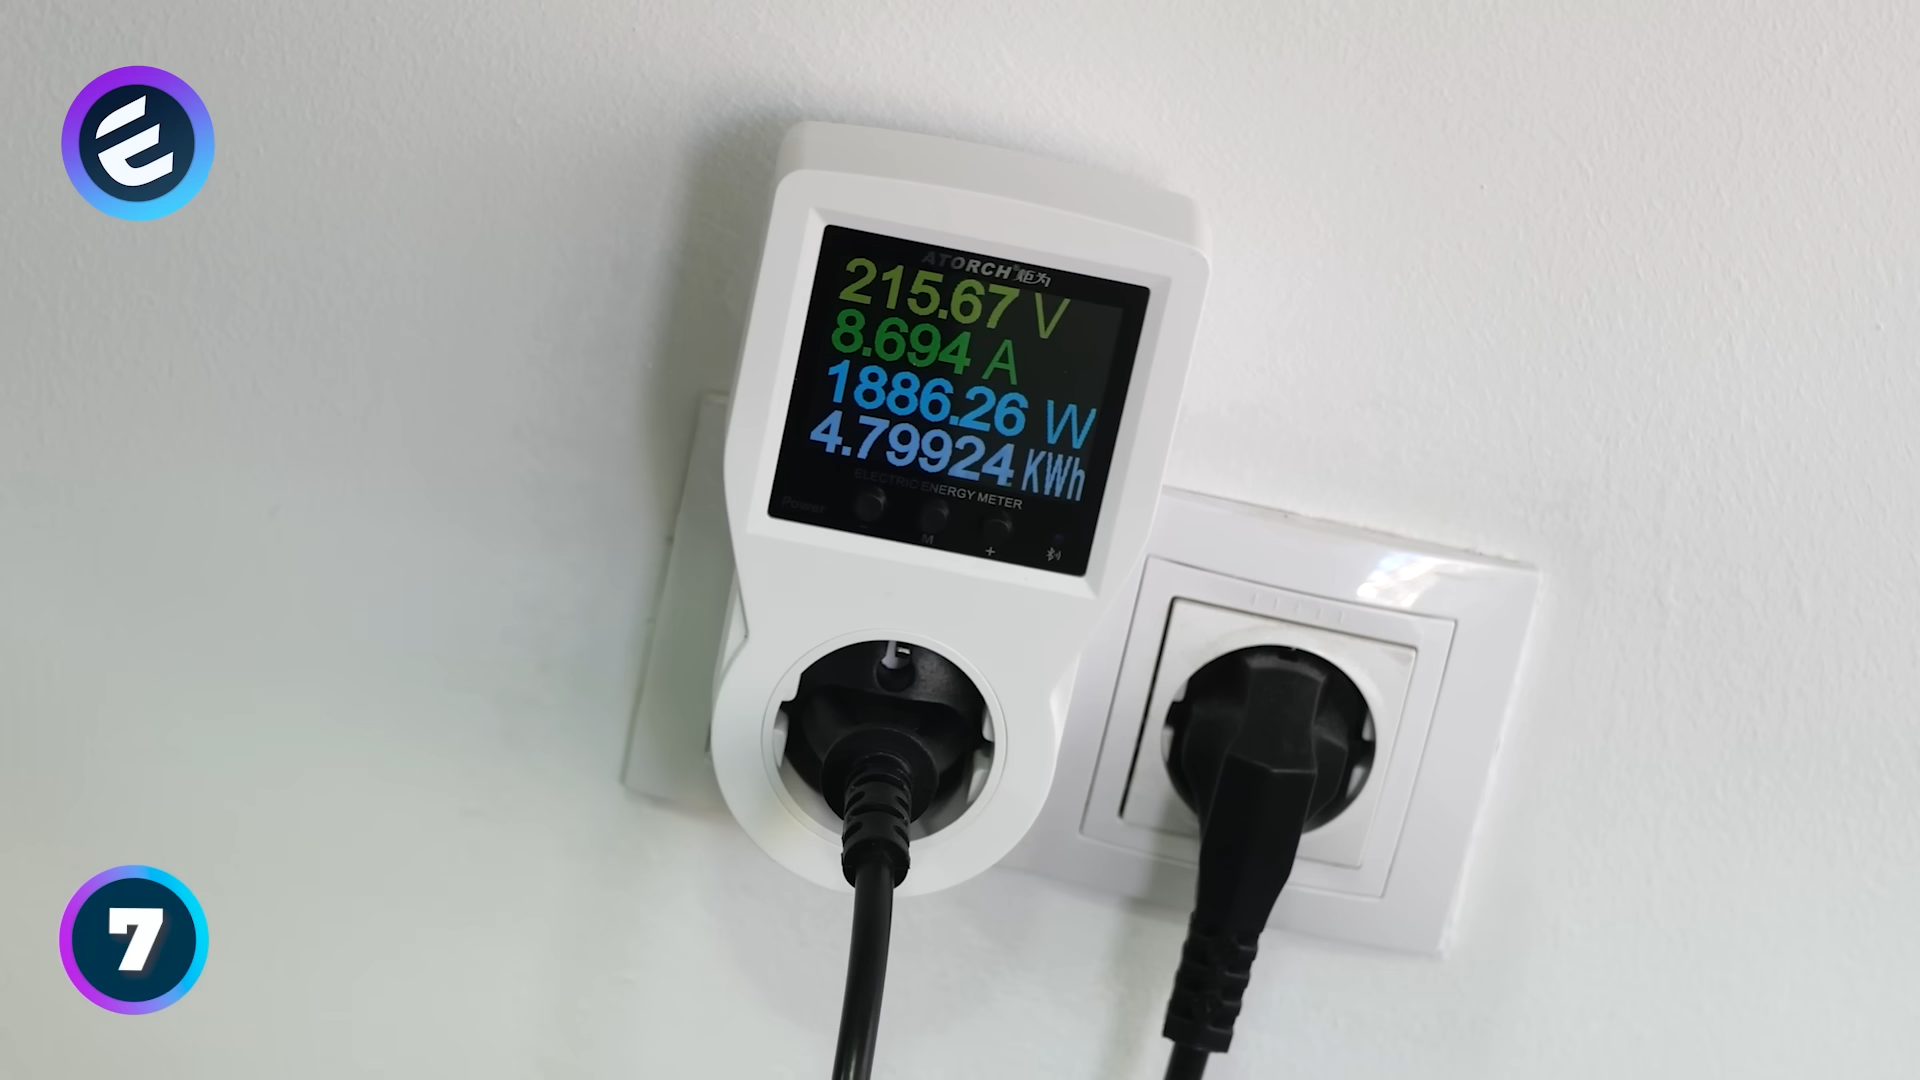 ATORCH 炬为
215.67 V
8.694 A
1886.26 W
4.79924 KWh
ELECTRIC ENERGY METER
Power
M
+
7